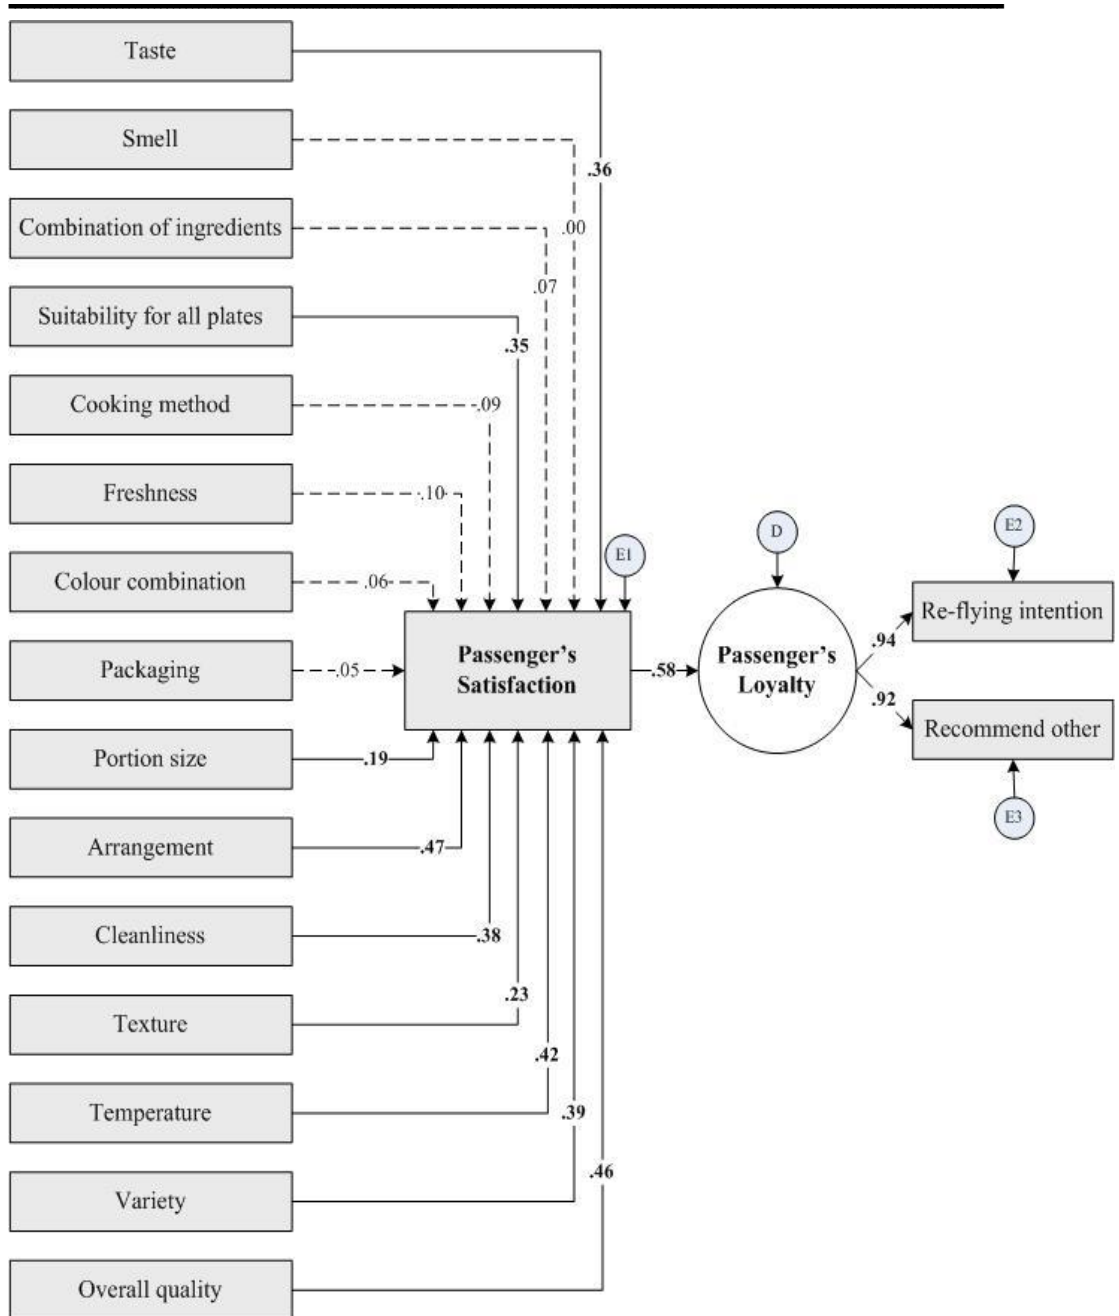 Taste
Smell
.36
Combination of ingredients
.00
.07
Suitability for all plates
.35
Cooking method
.09
Freshness
.10
E2
D
E1
Colour combination
.06
Re-flying intention
Passenger's
Satisfaction
Passenger's
Loyalty
.94
Packaging
.05
.58
.92
Recommend other
Portion size
.19
E3
Arrangement
.47
Cleanliness
.38
Texture
.23
.42
Temperature
.39
Variety
.46
Overall quality